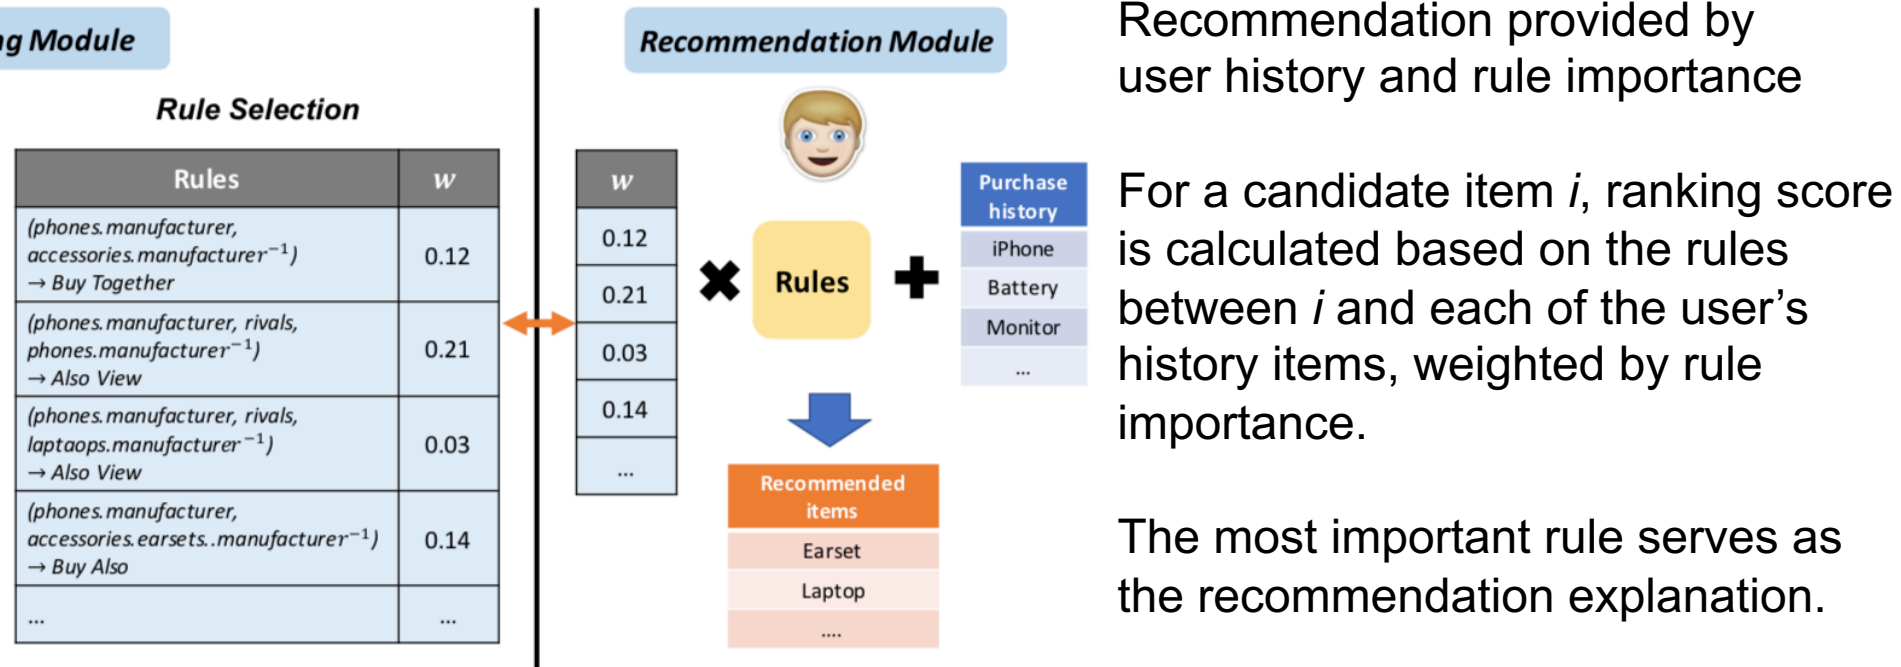 ng Module
Rule Selection
Rules w
(phones.manufacturer,
accessories.manufacturer⁻¹)
→ Buy Together
0.12
(phones.manufacturer, rivals,
phones.manufacturer⁻¹)
→ Also View
0.21
(phones.manufacturer, rivals,
laptaops.manufacturer⁻¹)
→ Also View
0.03
(phones.manufacturer,
accessories.earsets..manufacturer⁻¹)
→ Buy Also
0.14
... ...
Recommendation Module
w
0.12
0.21
0.03
0.14
...
Rules
Purchase
history
iPhone
Battery
Monitor
...
Recommended
items
Earset
Laptop
....
Recommendation provided by
user history and rule importance
For a candidate item i, ranking score
is calculated based on the rules
between i and each of the user’s
history items, weighted by rule
importance.
The most important rule serves as
the recommendation explanation.